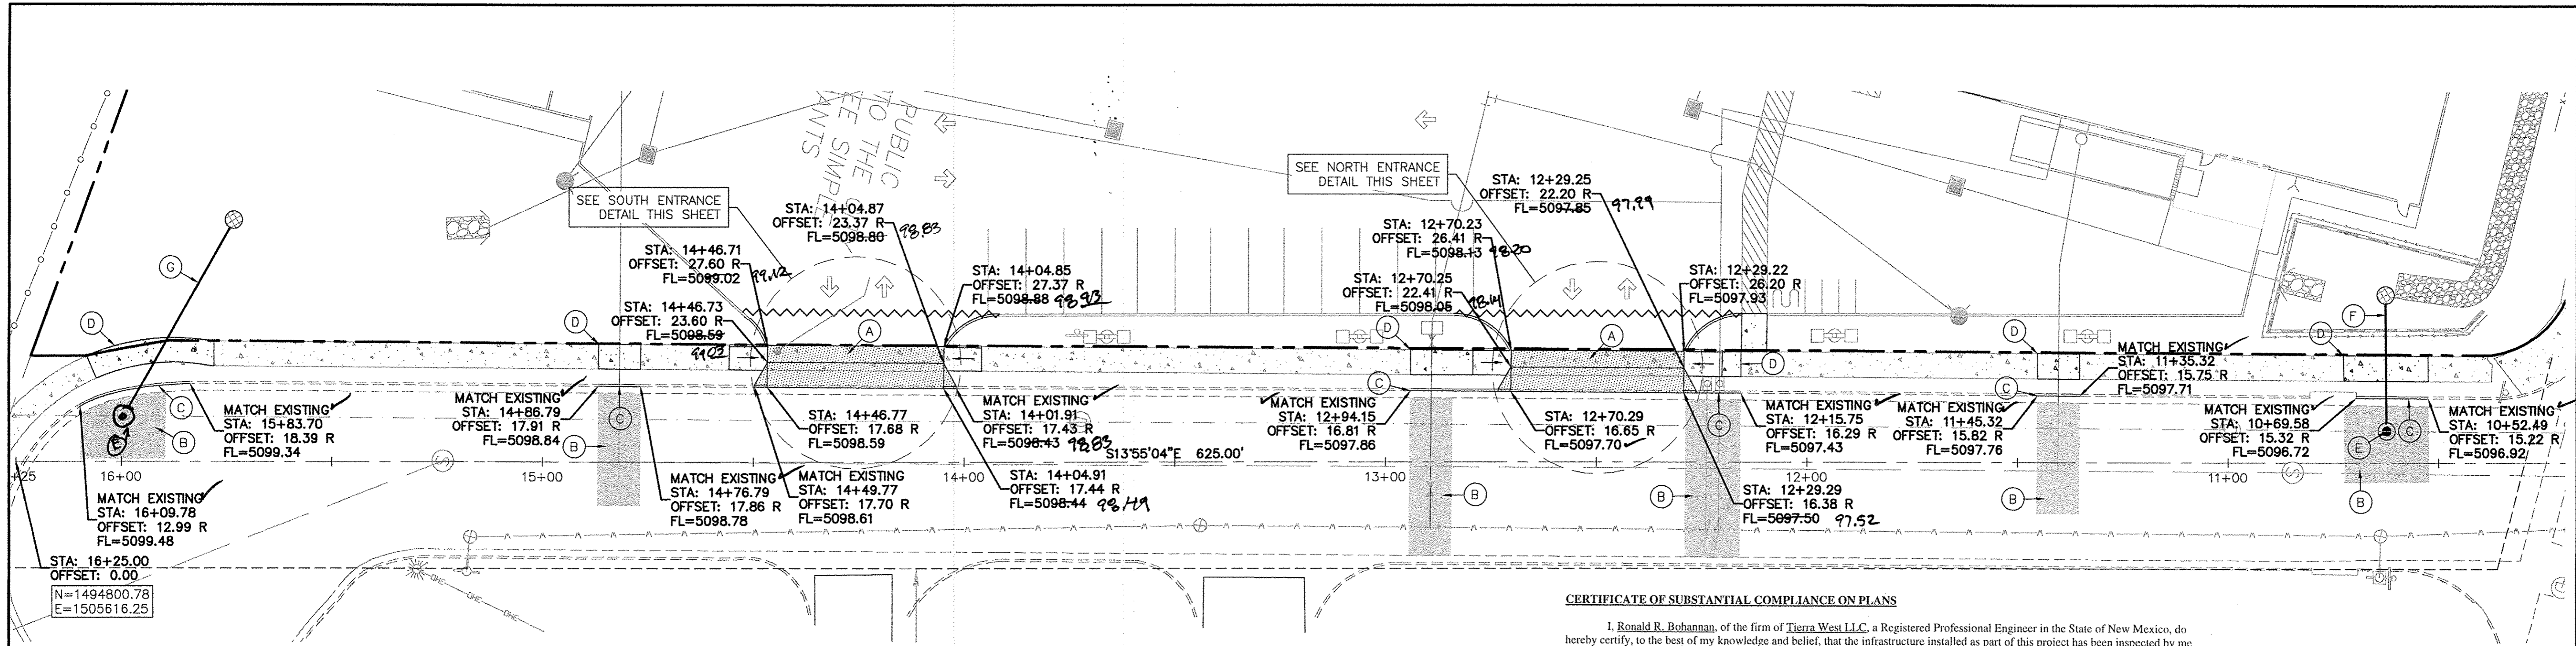 PUBLIC
TO THE
EE SIMPL
ANTS
SEE SOUTH ENTRANCE
DETAIL THIS SHEET
STA: 14+04.87
OFFSET: 23.37 R
FL=5098.80 98.83
STA: 14+46.71
OFFSET: 27.60 R
FL=5099.02 99.12
STA: 14+46.73
OFFSET: 23.60 R
FL=5098.59
99.03
STA: 14+04.85
OFFSET: 27.37 R
FL=5098.88 98.93
SEE NORTH ENTRANCE
DETAIL THIS SHEET
STA: 12+29.25
OFFSET: 22.20 R
FL=5097.85 97.99
STA: 12+70.23
OFFSET: 26.41 R
FL=5098.13 98.20
STA: 12+70.25
OFFSET: 22.41 R
FL=5098.05 98.14
STA: 12+29.22
OFFSET: 26.20 R
FL=5097.93
G
D
D
A
D
A
D
D
F
D
C
B
E
C
B
C
B
C
B
C
B
C
E
B
MATCH EXISTING
STA: 15+83.70
OFFSET: 18.39 R
FL=5099.34
MATCH EXISTING
STA: 14+86.79
OFFSET: 17.91 R
FL=5098.84
STA: 14+46.77
OFFSET: 17.68 R
FL=5098.59
MATCH EXISTING
STA: 14+01.91
OFFSET: 17.43 R
FL=5098.43 98.83
MATCH EXISTING
STA: 12+94.15
OFFSET: 16.81 R
FL=5097.86
STA: 12+70.29
OFFSET: 16.65 R
FL=5097.70
MATCH EXISTING
STA: 12+15.75
OFFSET: 16.29 R
FL=5097.43
MATCH EXISTING
STA: 11+45.32
OFFSET: 15.82 R
FL=5097.76
MATCH EXISTING
STA: 11+35.32
OFFSET: 15.75 R
FL=5097.71
MATCH EXISTING
STA: 10+69.58
OFFSET: 15.32 R
FL=5096.72
MATCH EXISTING
STA: 10+52.49
OFFSET: 15.22 R
FL=5096.92
S13°55'04"E 625.00'
+25
16+00
15+00
14+00
13+00
12+00
11+00
S
S
MATCH EXISTING
STA: 16+09.78
OFFSET: 12.99 R
FL=5099.48
MATCH EXISTING
STA: 14+76.79
OFFSET: 17.86 R
FL=5098.78
MATCH EXISTING
STA: 14+49.77
OFFSET: 17.70 R
FL=5098.61
STA: 14+04.91
OFFSET: 17.44 R
FL=5098.44 98.49
STA: 12+29.29
OFFSET: 16.38 R
FL=5097.50 97.52
STA: 16+25.00
OFFSET: 0.00
N=1494800.78
E=1505616.25
OHE
OHE
OHE
CERTIFICATE OF SUBSTANTIAL COMPLIANCE ON PLANS
I, Ronald R. Bohannan, of the firm of Tierra West LLC, a Registered Professional Engineer in the State of New Mexico, do
hereby certify, to the best of my knowledge and belief, that the infrastructure installed as part of this project has been inspected by me